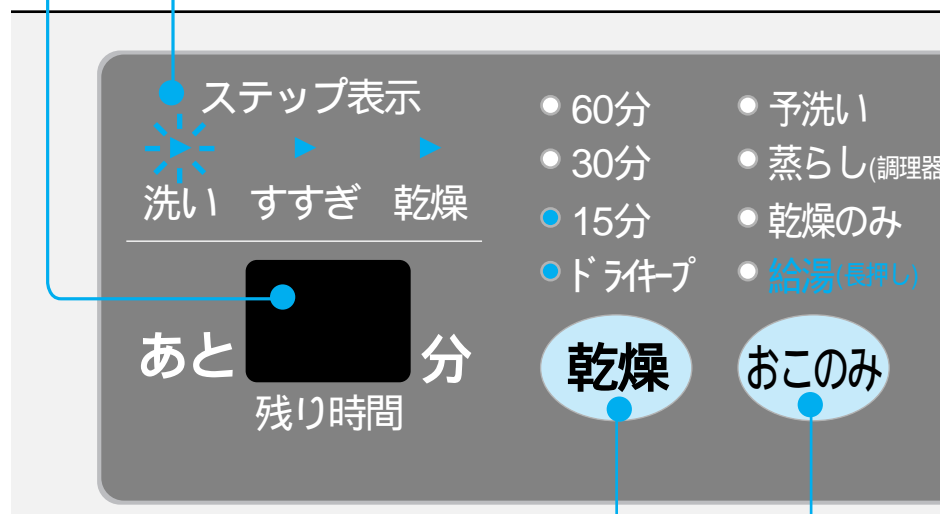 ステップ表示
洗い すすぎ 乾燥
あと 分
残り時間
60分
30分
15分
ドライキープ
乾燥
予洗い
蒸らし(調理器
乾燥のみ
給湯(長押し)
おこのみ